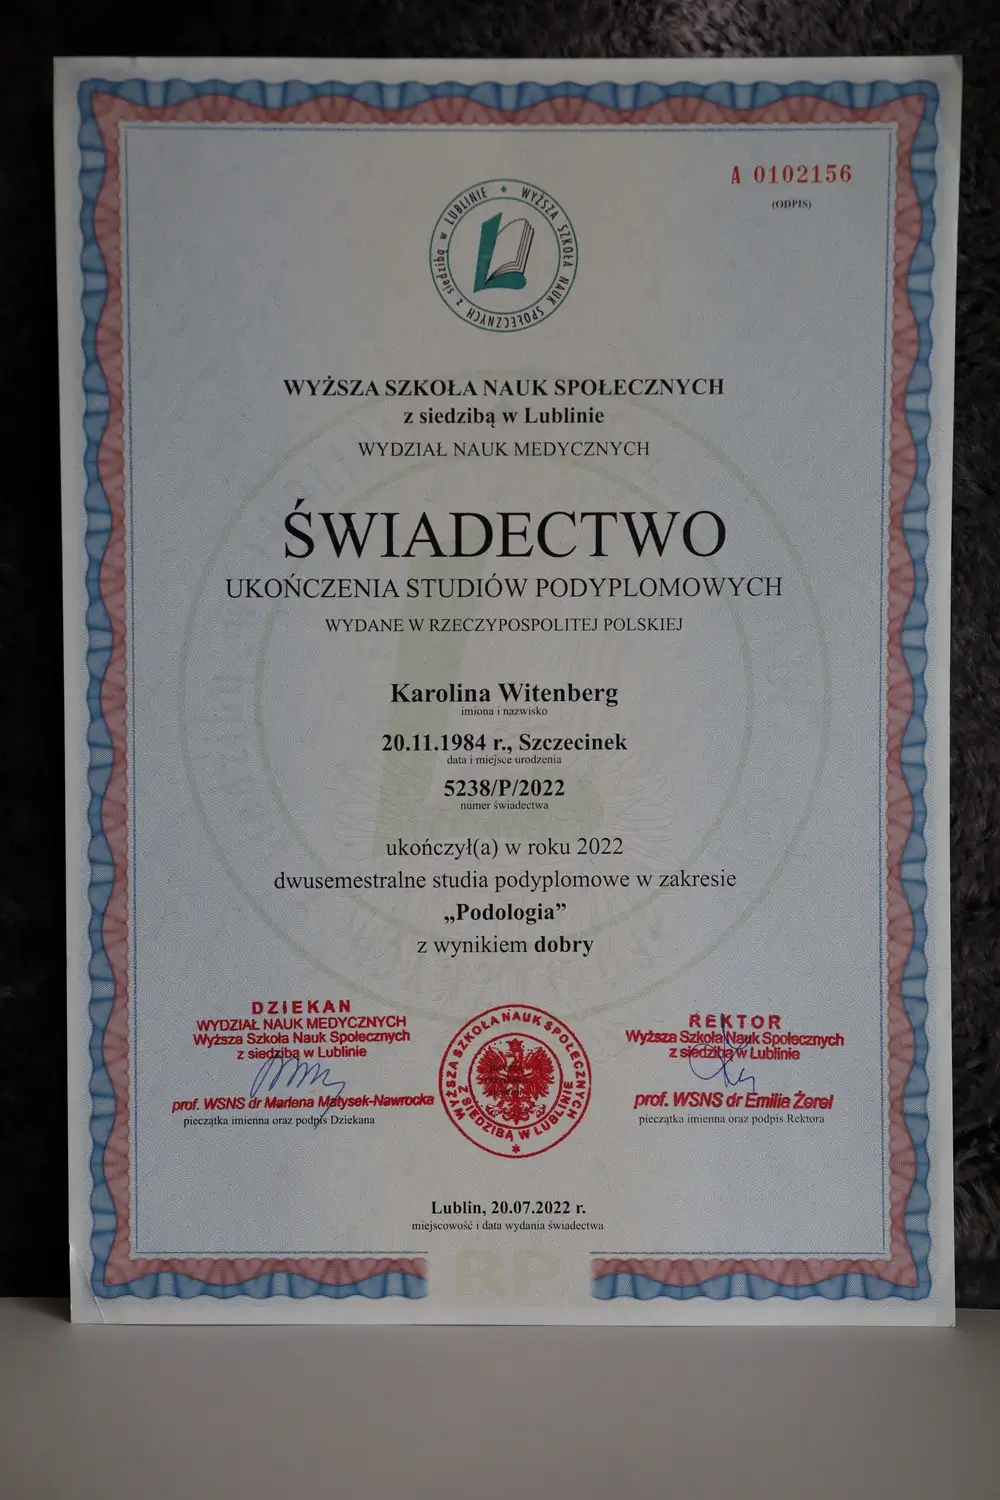 A 0102156
(ODPIS)
WYŻSZA SZKOŁA NAUK SPOŁECZNYCH z siedzibą w LUBLINIE
WYŻSZA SZKOŁA NAUK SPOŁECZNYCH
z siedzibą w Lublinie
WYDZIAŁ NAUK MEDYCZNYCH
ŚWIADECTWO
UKOŃCZENIA STUDIÓW PODYPLOMOWYCH
WYDANE W RZECZYPOSPOLITEJ POLSKIEJ
Karolina Witenberg
imiona i nazwisko
20.11.1984 r., Szczecinek
data i miejsce urodzenia
5238/P/2022
numer świadectwa
ukończył(a) w roku 2022
dwusemestralne studia podyplomowe w zakresie
„Podologia”
z wynikiem dobry
DZIEKAN
WYDZIAŁ NAUK MEDYCZNYCH
Wyższa Szkoła Nauk Społecznych
z siedzibą w Lublinie
prof. WSNS dr Marlena Matysek-Nawrocka
pieczątka imienna oraz podpis Dziekana
WYŻSZA SZKOŁA NAUK SPOŁECZNYCH
Z SIEDZIBĄ W LUBLINIE
REKTOR
Wyższa Szkoła Nauk Społecznych
z siedzibą w Lublinie
prof. WSNS dr Emilia Żerel
pieczątka imienna oraz podpis Rektora
Lublin, 20.07.2022 r.
miejscowość i data wydania świadectwa
RP